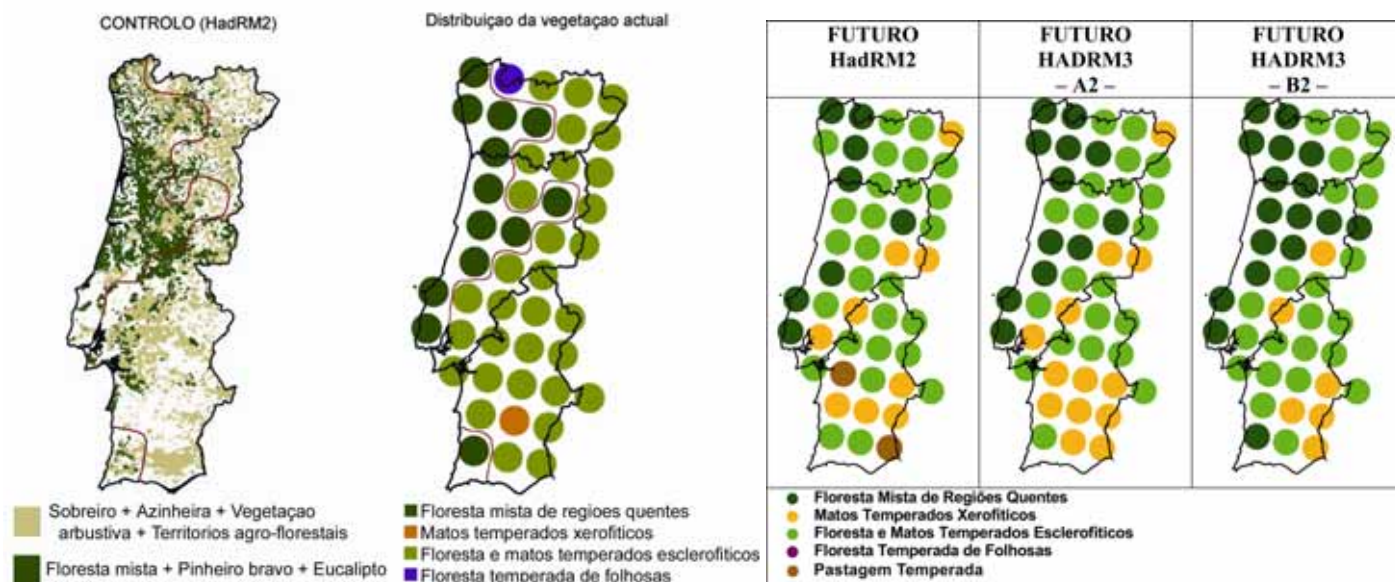 CONTROLO (HadRM2)
Sobreiro + Azinheira + Vegetaçao
arbustiva + Territorios agro-florestais
Floresta mista + Pinheiro bravo + Eucalipto
Distribuiçao da vegetaçao actual
Floresta mista de regioes quentes
Matos temperados xerofiticos
Floresta e matos temperados esclerofiticos
Floresta temperada de folhosas
FUTURO
HadRM2
FUTURO
HADRM3
– A2 –
FUTURO
HADRM3
– B2 –
Floresta Mista de Regiões Quentes
Matos Temperados Xerofíticos
Floresta e Matos Temperados Esclerofíticos
Floresta Temperada de Folhosas
Pastagem Temperada